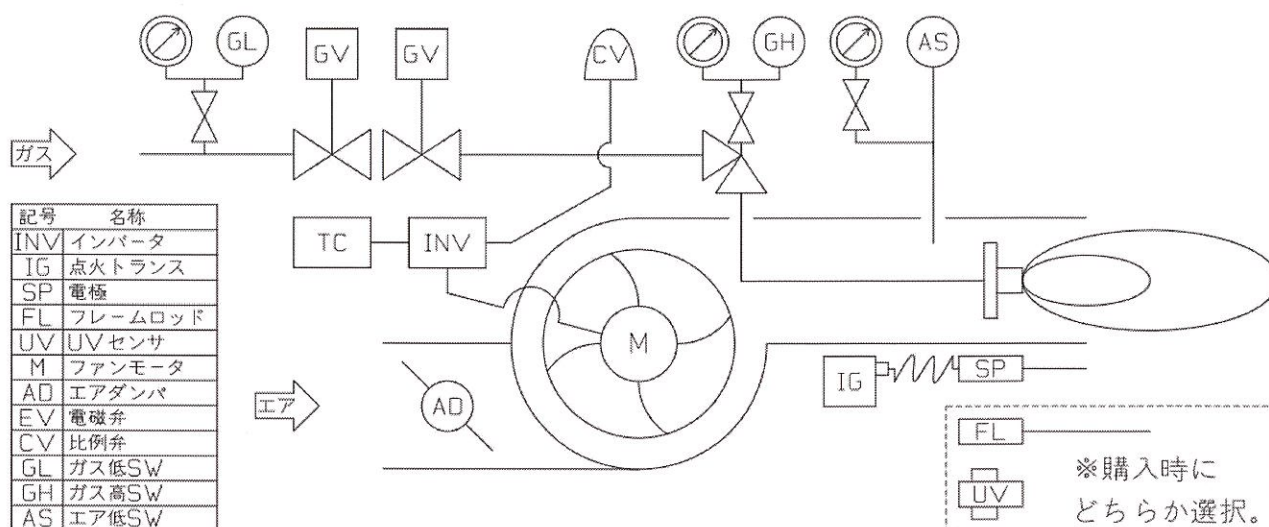 GL
GV
GV
CV
GH
AS
ガス
TC
INV
M
エア
AD
IG
SP
FL
UV
※購入時に
どちらか選択。
記号 名称
INV インバータ
IG 点火トランス
SP 電極
FL フレームロッド
UV UVセンサ
M ファンモータ
AD エアダンパ
EV 電磁弁
CV 比例弁
GL ガス低SW
GH ガス高SW
AS エア低SW